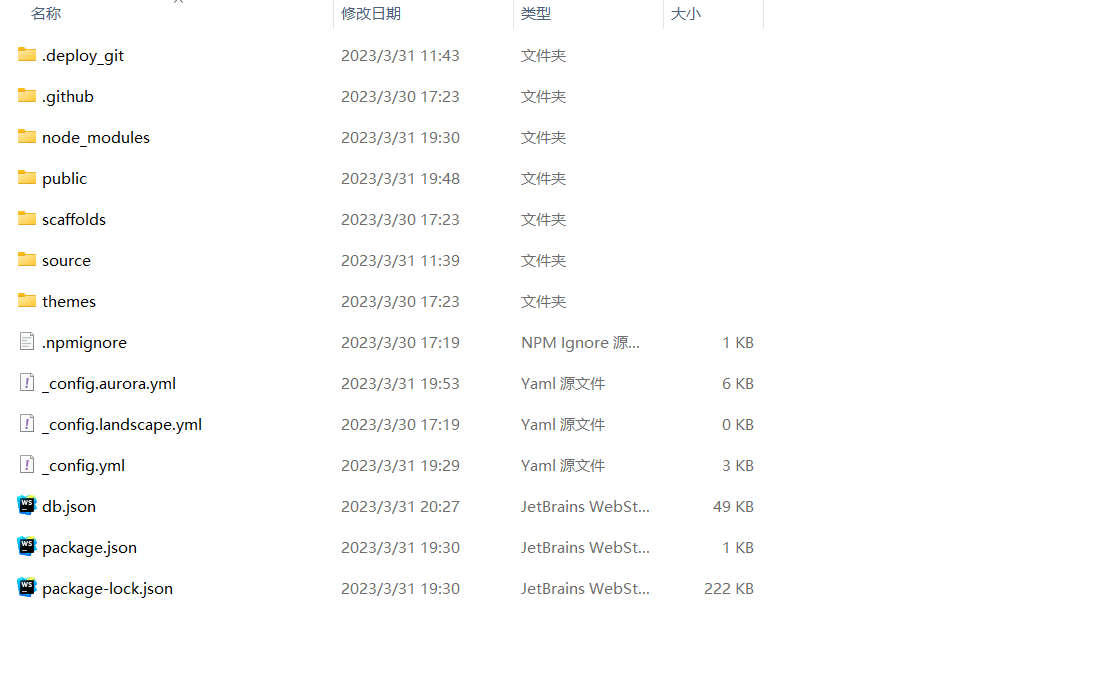 名称 修改日期 类型 大小
.deploy_git 2023/3/31 11:43 文件夹
.github 2023/3/30 17:23 文件夹
node_modules 2023/3/31 19:30 文件夹
public 2023/3/31 19:48 文件夹
scaffolds 2023/3/30 17:23 文件夹
source 2023/3/31 11:39 文件夹
themes 2023/3/30 17:23 文件夹
.npmignore 2023/3/30 17:19 NPM Ignore 源... 1 KB
_config.aurora.yml 2023/3/31 19:53 Yaml 源文件 6 KB
_config.landscape.yml 2023/3/30 17:19 Yaml 源文件 0 KB
_config.yml 2023/3/31 19:29 Yaml 源文件 3 KB
db.json 2023/3/31 20:27 JetBrains WebSt... 49 KB
package.json 2023/3/31 19:30 JetBrains WebSt... 1 KB
package-lock.json 2023/3/31 19:30 JetBrains WebSt... 222 KB